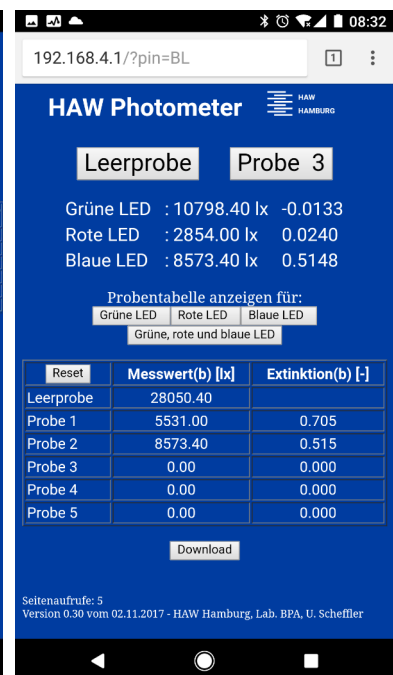 08:32
192.168.4.1/?pin=BL 1
HAW Photometer HAW
HAMBURG
Leerprobe Probe 3
Grüne LED : 10798.40 lx -0.0133
Rote LED : 2854.00 lx 0.0240
Blaue LED : 8573.40 lx 0.5148
Probentabelle anzeigen für:
Grüne LED Rote LED Blaue LED
Grüne, rote und blaue LED
Reset Messwert(b) [lx] Extinktion(b) [-]
Leerprobe 28050.40
Probe 1 5531.00 0.705
Probe 2 8573.40 0.515
Probe 3 0.00 0.000
Probe 4 0.00 0.000
Probe 5 0.00 0.000
Download
Seitenaufrufe: 5
Version 0.30 vom 02.11.2017 - HAW Hamburg, Lab. BPA, U. Scheffler